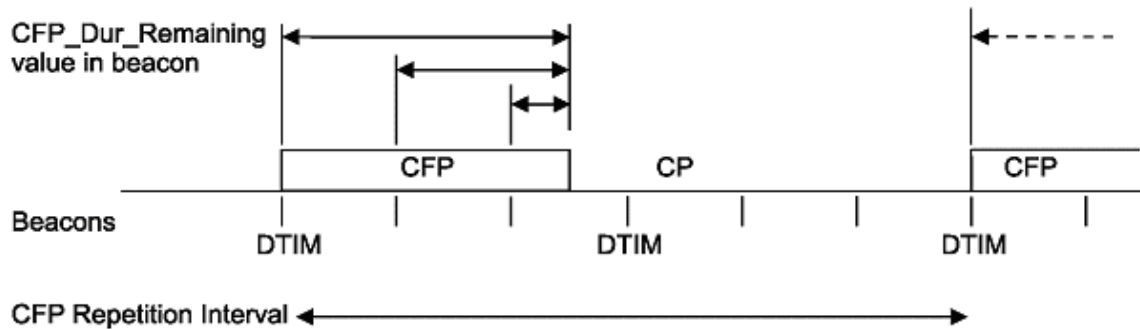 CFP_Dur_Remaining
value in beacon
CFP
CP
CFP
Beacons
DTIM
DTIM
DTIM
CFP Repetition Interval